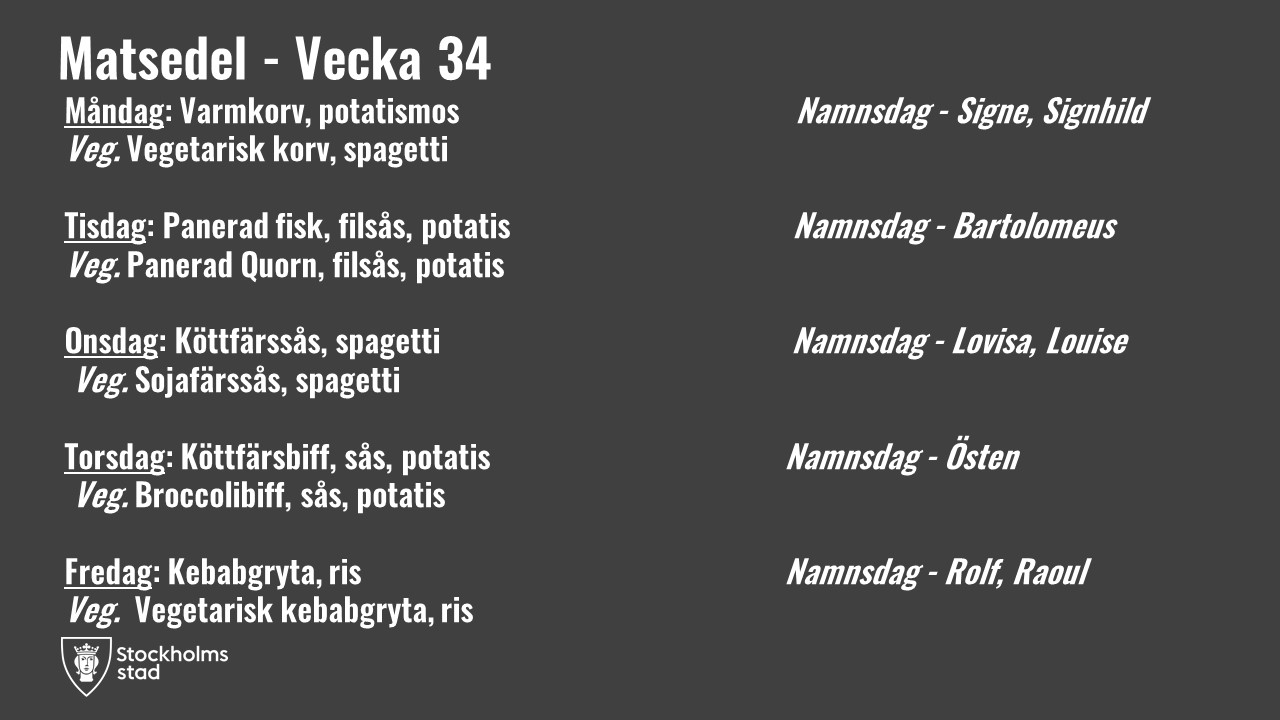 Matsedel - Vecka 34
Måndag: Varmkorv, potatismos
Namnsdag - Signe, Signhild
Veg. Vegetarisk korv, spagetti
Tisdag: Panerad fisk, filsås, potatis
Namnsdag - Bartolomeus
Veg. Panerad Quorn, filsås, potatis
Onsdag: Köttfärssås, spagetti
Namnsdag - Lovisa, Louise
Veg. Sojafärssås, spagetti
Torsdag: Köttfärsbiff, sås, potatis
Namnsdag - Östen
Veg. Broccolibiff, sås, potatis
Fredag: Kebabgryta, ris
Namnsdag - Rolf, Raoul
Veg. Vegetarisk kebabgryta, ris
Stockholms
stad